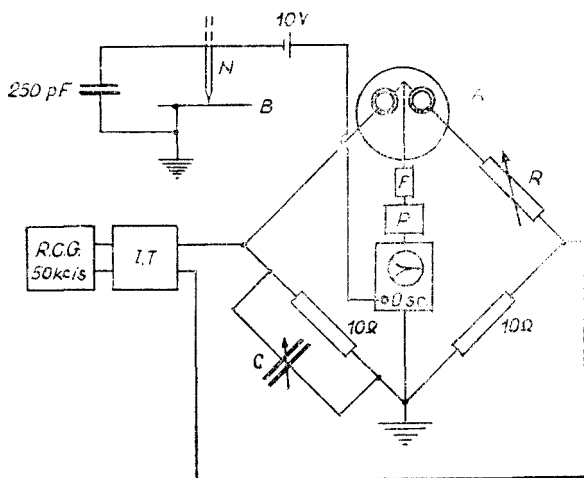 10V
N
250 pF
B
A
F
R
P
R.C.G.
50kc/s
I.T
Osc.
10Ω
10Ω
C